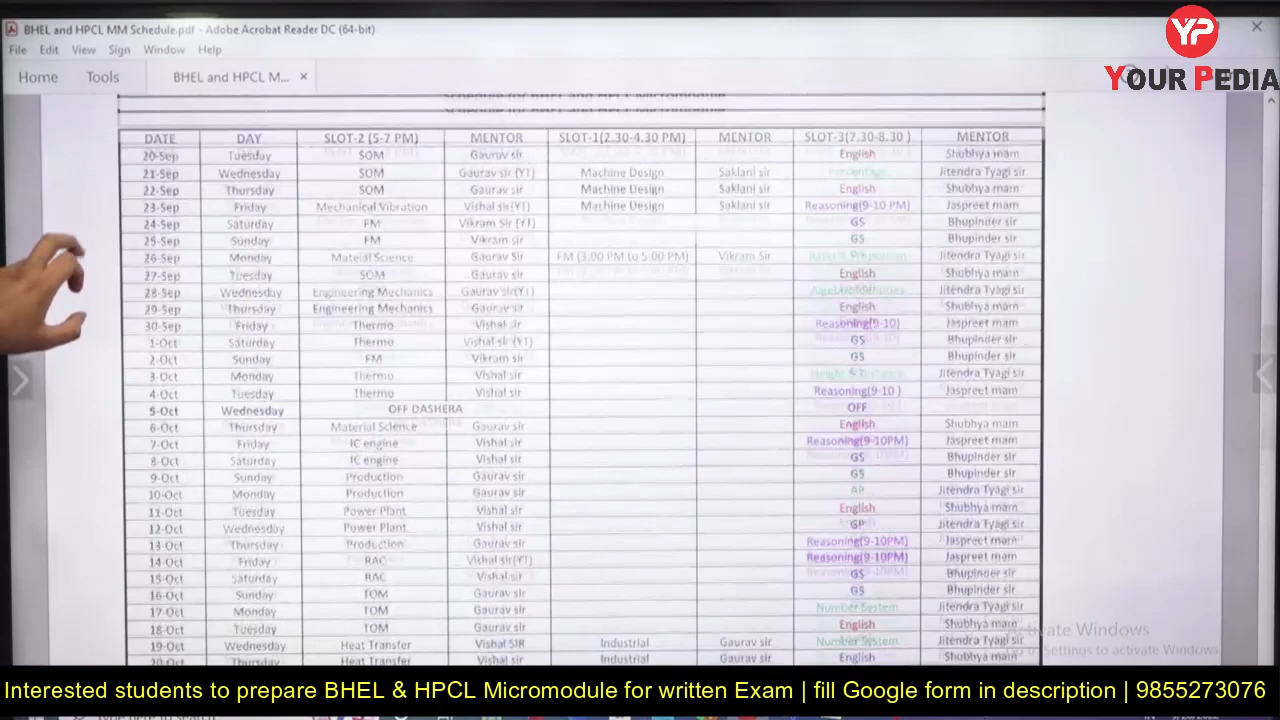 BHEL and HPCL MM Schedule.pdf - Adobe Acrobat Reader DC (64-bit)
YP
File Edit View Sign Window Help
YOUR PEDIA
Home Tools BHEL and HPCL M...
DATE DAY SLOT-2 (5-7 PM) MENTOR SLOT-1(2.30-4.30 PM) MENTOR SLOT-3(7.30-8.30 ) MENTOR
20-Sep Tuesday SOM Gaurav sir English Shubhya mam
21-Sep Wednesday SOM Gaurav sir (YT) Machine Design Saklani sir Percentage Jitendra Tyagi sir
22-Sep Thursday SOM Gaurav sir Machine Design Saklani sir English Shubhya mam
23-Sep Friday Mechanical Vibration Vishal sir(YT) Machine Design Saklani sir Reasoning(9-10 PM) Jaspreet mam
24-Sep Saturday FM Vikram Sir (YT) GS Bhupinder sir
25-Sep Sunday FM Vikram sir GS Bhupinder sir
26-Sep Monday Mateial Science Gaurav Sir FM (3:00 PM to 5:00 PM) Vikram Sir Jitendra Tyagi sir
27-Sep Tuesday SOM Gaurav sir English Shubhya mam
28-Sep Wednesday Engineering Mechanics Gaurav sir(YT) Jitendra Tyagi sir
29-Sep Thursday Engineering Mechanics Gaurav sir English Shubhya mam
30-Sep Friday Thermo Vishal sir Reasoning(9-10) Jaspreet mam
1-Oct Saturday Thermo Vishal sir (YT) GS Bhupinder sir
2-Oct Sunday FM Vikram sir GS Bhupinder sir
3-Oct Monday Thermo Vishal sir Height & Distance Jitendra Tyagi sir
4-Oct Tuesday Thermo Vishal sir Reasoning(9-10 ) Jaspreet mam
5-Oct Wednesday OFF DASHERA OFF
6-Oct Thursday Material Science Gaurav sir English Shubhya mam
7-Oct Friday IC engine Vishal sir Reasoning(9-10PM) Jaspreet mam
8-Oct Saturday IC engine Vishal sir GS Bhupinder sir
9-Oct Sunday Production Gaurav sir GS Bhupinder sir
10-Oct Monday Production Gaurav sir AP Jitendra Tyagi sir
11-Oct Tuesday Power Plant Vishal sir English Shubhya mam
12-Oct Wednesday Power Plant Vishal sir GP Jitendra Tyagi sir
13-Oct Thursday Production Gaurav sir Reasoning(9-10PM) Jaspreet mam
14-Oct Friday RAC Vishal sir(YT) Reasoning(9-10PM) Jaspreet mam
15-Oct Saturday RAC Vishal sir GS Bhupinder sir
16-Oct Sunday TOM Gaurav sir GS Bhupinder sir
17-Oct Monday TOM Gaurav sir Number System Jitendra Tyagi sir
18-Oct Tuesday TOM Gaurav sir English Shubhya mam
19-Oct Wednesday Heat Transfer Vishal SIR Industrial Gaurav sir Number System Jitendra Tyagi sir
20-Oct Thursday Heat Transfer Vishal sir Industrial Gaurav sir English Shubhya mam
Activate Windows
Go to Settings to activate Windows.
Interested students to prepare BHEL & HPCL Micromodule for written Exam | fill Google form in description | 9855273076